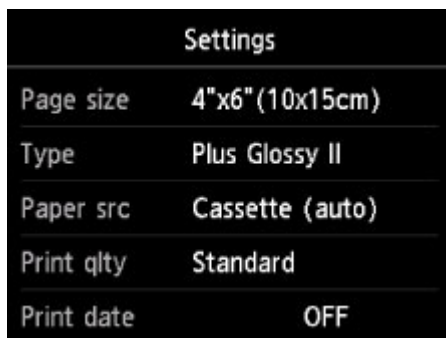 Settings
Page size 4"x6"(10x15cm)
Type Plus Glossy II
Paper src Cassette (auto)
Print qlty Standard
Print date OFF